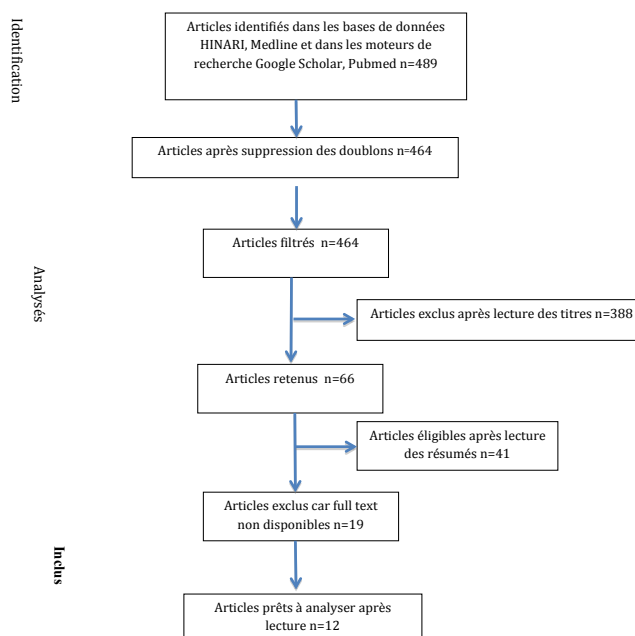 Identification
Articles identifiés dans les bases de données
HINARI, Medline et dans les moteurs de
recherche Google Scholar, Pubmed n=489
Articles après suppression des doublons n=464
Analysés
Articles filtrés n=464
Articles exclus après lecture des titres n=388
Articles retenus n=66
Articles éligibles après lecture
des résumés n=41
Articles exclus car full text
non disponibles n=19
Inclus
Articles prêts à analyser après
lecture n=12